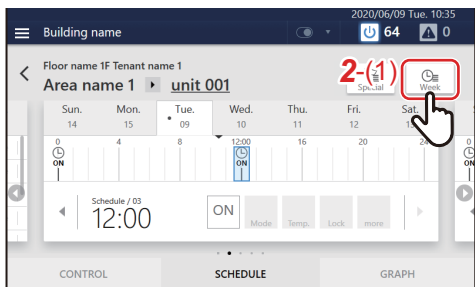 2020/06/09 Tue. 10:35
Building name
64
0
Floor name 1F Tenant name 1
Area name 1 unit 001
2-(1)
Special
Week
Sun. Mon. Tue. Wed. Thu. Fri. Sat.
14 15 09 10 11 12
0 4 8 12:00 16 20 24 0
ON ON ON
Schedule / 03
12:00
ON Mode Temp. Lock more
CONTROL SCHEDULE GRAPH